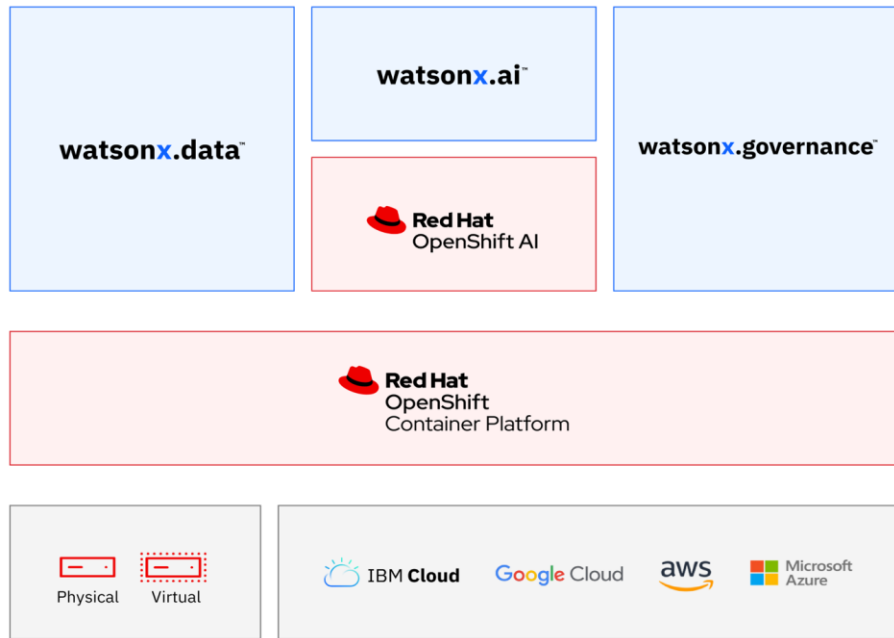 watsonx.data™
watsonx.ai™
watsonx.governance™
Red Hat
OpenShift AI
Red Hat
OpenShift
Container Platform
Physical
Virtual
IBM Cloud
Google Cloud
aws
Microsoft
Azure